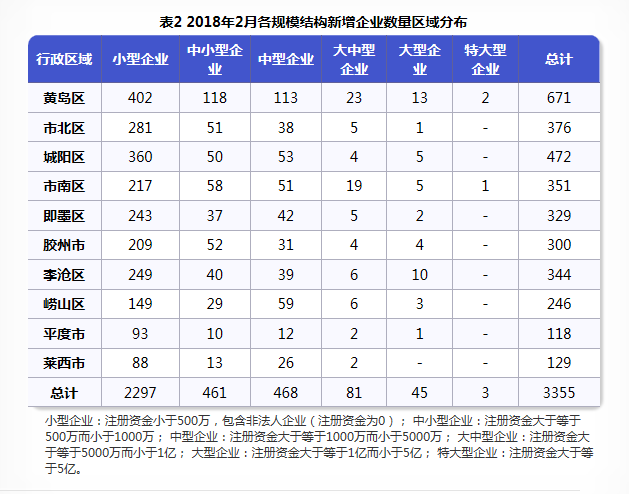 表2 2018年2月各规模结构新增企业数量区域分布
行政区域 小型企业 中小型企业 中型企业 大中型企业 大型企业 特大型企业 总计
黄岛区 402 118 113 23 13 2 671
市北区 281 51 38 5 1 - 376
城阳区 360 50 53 4 5 - 472
市南区 217 58 51 19 5 1 351
即墨区 243 37 42 5 2 - 329
胶州市 209 52 31 4 4 - 300
李沧区 249 40 39 6 10 - 344
崂山区 149 29 59 6 3 - 246
平度市 93 10 12 2 1 - 118
莱西市 88 13 26 2 - - 129
总计 2297 461 468 81 45 3 3355
小型企业：注册资金小于500万，包含非法人企业（注册资金为0）； 中小型企业：注册资金大于等于
500万而小于1000万； 中型企业：注册资金大于等于1000万而小于5000万； 大中型企业：注册资金大
于等于5000万而小于1亿； 大型企业：注册资金大于等于1亿而小于5亿； 特大型企业：注册资金大于等
于5亿。